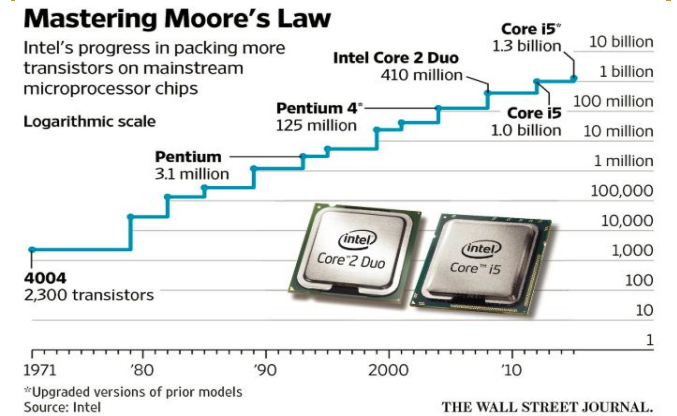 Mastering Moore's Law
Intel's progress in packing more
transistors on mainstream
microprocessor chips
Logarithmic scale
Core i5*
1.3 billion
10 billion
Intel Core 2 Duo
410 million
1 billion
Pentium 4*
125 million
100 million
Core i5
1.0 billion
10 million
Pentium
3.1 million
1 million
100,000
10,000
1,000
4004
2,300 transistors
100
10
1
intel
Core™2 Duo
intel
Core™ i5
1971 '80 '90 2000 '10
*Upgraded versions of prior models
Source: Intel
THE WALL STREET JOURNAL.